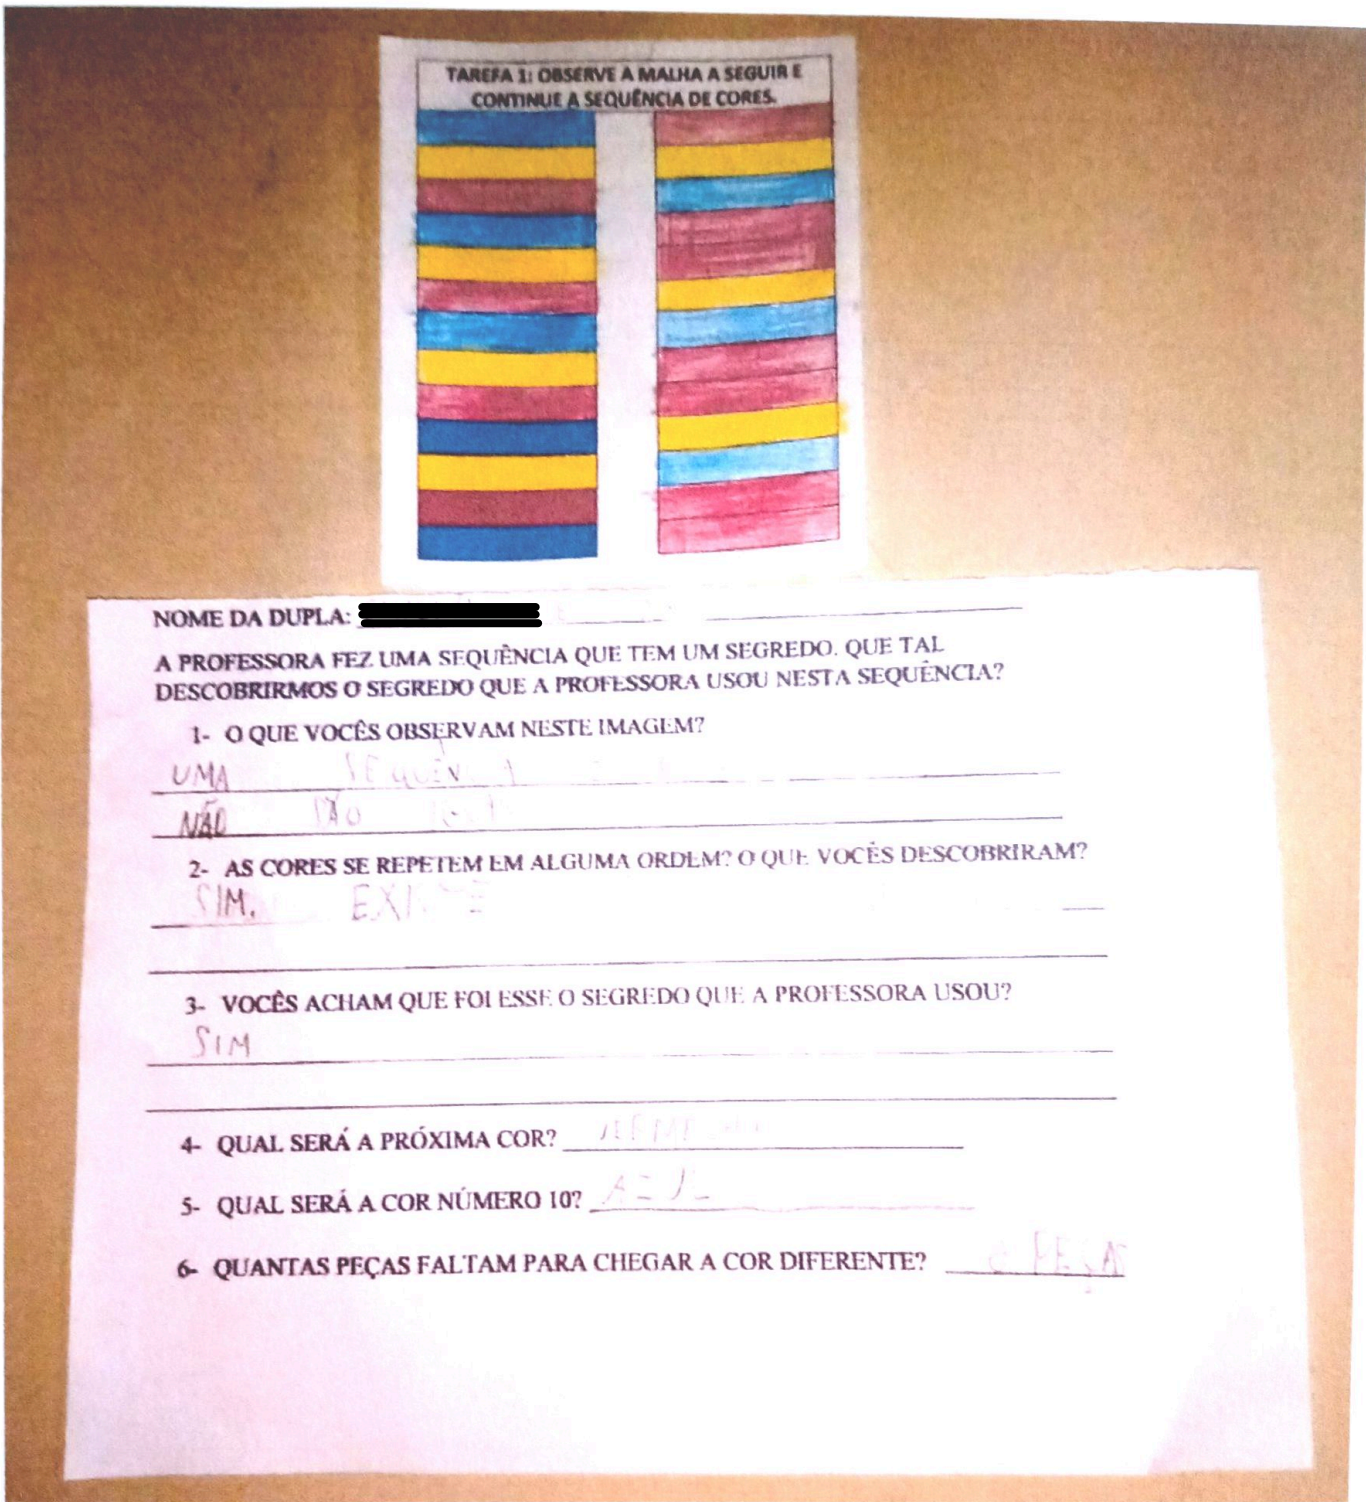 TAREFA 1: OBSERVE A MALHA A SEGUIR E
CONTINUE A SEQUÊNCIA DE CORES.
NOME DA DUPLA:
A PROFESSORA FEZ UMA SEQUÊNCIA QUE TEM UM SEGREDO. QUE TAL
DESCOBRIRMOS O SEGREDO QUE A PROFESSORA USOU NESTA SEQUÊNCIA?
1- O QUE VOCÊS OBSERVAM NESTE IMAGEM?
UMA
NÃO SÃO
2- AS CORES SE REPETEM EM ALGUMA ORDEM? O QUE VOCÊS DESCOBRIRAM?
SIM.
3- VOCÊS ACHAM QUE FOI ESSE O SEGREDO QUE A PROFESSORA USOU?
SIM
4- QUAL SERÁ A PRÓXIMA COR?
5- QUAL SERÁ A COR NÚMERO 10?
6- QUANTAS PEÇAS FALTAM PARA CHEGAR A COR DIFERENTE? PEÇAS